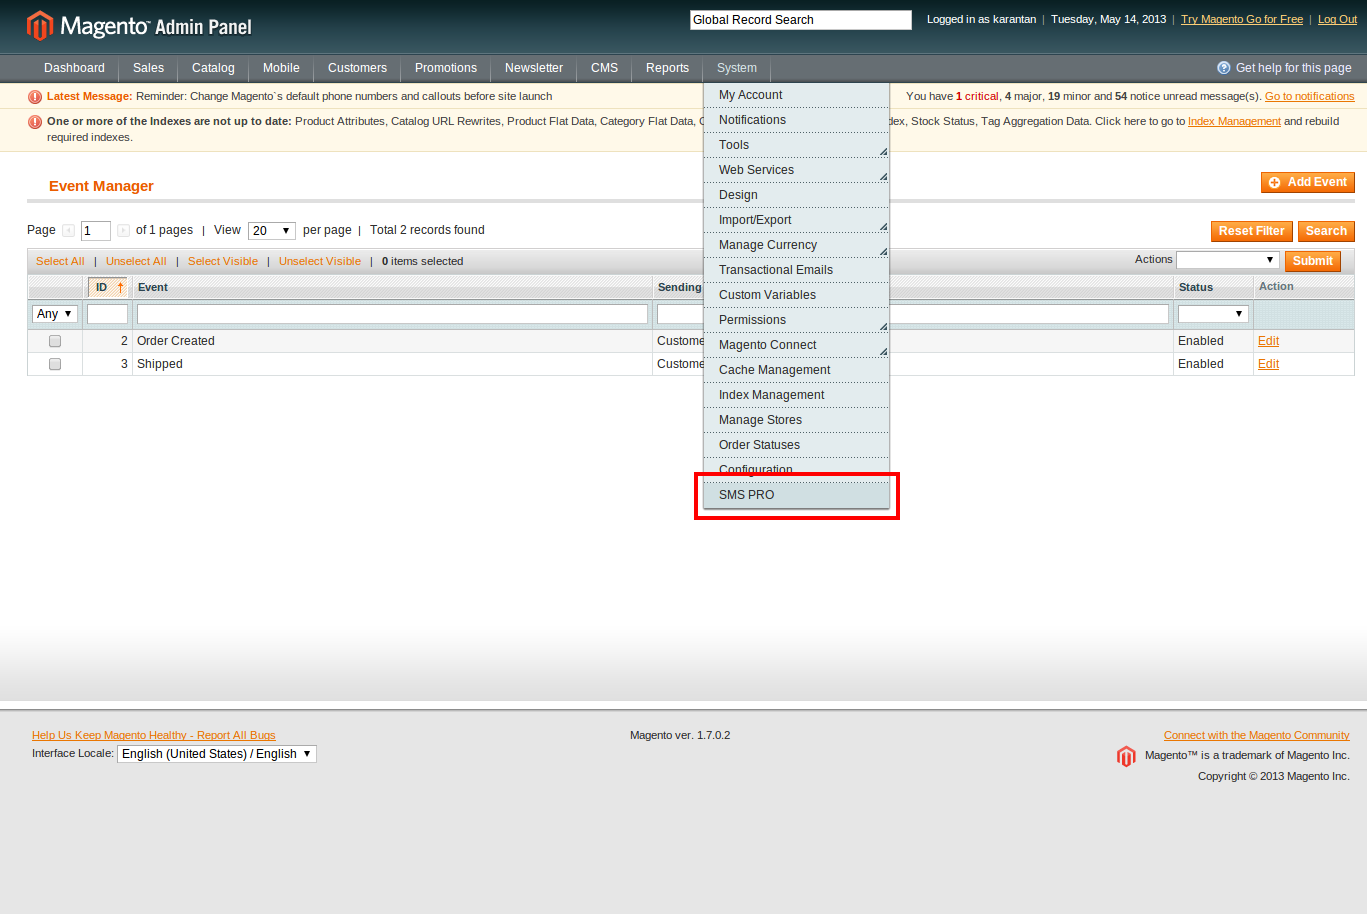 Magento™ Admin Panel
Global Record Search
Logged in as karantan | Tuesday, May 14, 2013 | Try Magento Go for Free | Log Out
Dashboard Sales Catalog Mobile Customers Promotions Newsletter CMS Reports System Get help for this page
Latest Message: Reminder: Change Magento`s default phone numbers and callouts before site launch
You have 1 critical, 4 major, 19 minor and 54 notice unread message(s). Go to notifications
One or more of the Indexes are not up to date: Product Attributes, Catalog URL Rewrites, Product Flat Data, Category Flat Data, Stock Status, Tag Aggregation Data. Click here to go to Index Management and rebuild
required indexes.
My Account
Notifications
Tools
Web Services
Design
Import/Export
Manage Currency
Transactional Emails
Custom Variables
Permissions
Magento Connect
Cache Management
Index Management
Manage Stores
Order Statuses
Configuration
SMS PRO
Event Manager
Add Event
Page 1 of 1 pages | View 20 per page | Total 2 records found
Reset Filter Search
Select All | Unselect All | Select Visible | Unselect Visible | 0 items selected
Actions Submit
ID Event Sending Status Action
Any
2 Order Created Enabled Edit
3 Shipped Enabled Edit
Help Us Keep Magento Healthy - Report All Bugs
Interface Locale: English (United States) / English
Magento ver. 1.7.0.2
Connect with the Magento Community
Magento™ is a trademark of Magento Inc.
Copyright © 2013 Magento Inc.